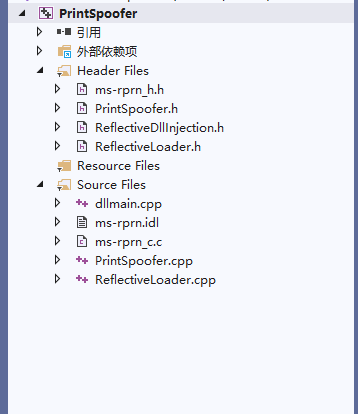 PrintSpoofer
引用
外部依赖项
Header Files
ms-rprn_h.h
PrintSpoofer.h
ReflectiveDllInjection.h
ReflectiveLoader.h
Resource Files
Source Files
dllmain.cpp
ms-rprn.idl
ms-rprn_c.c
PrintSpoofer.cpp
ReflectiveLoader.cpp